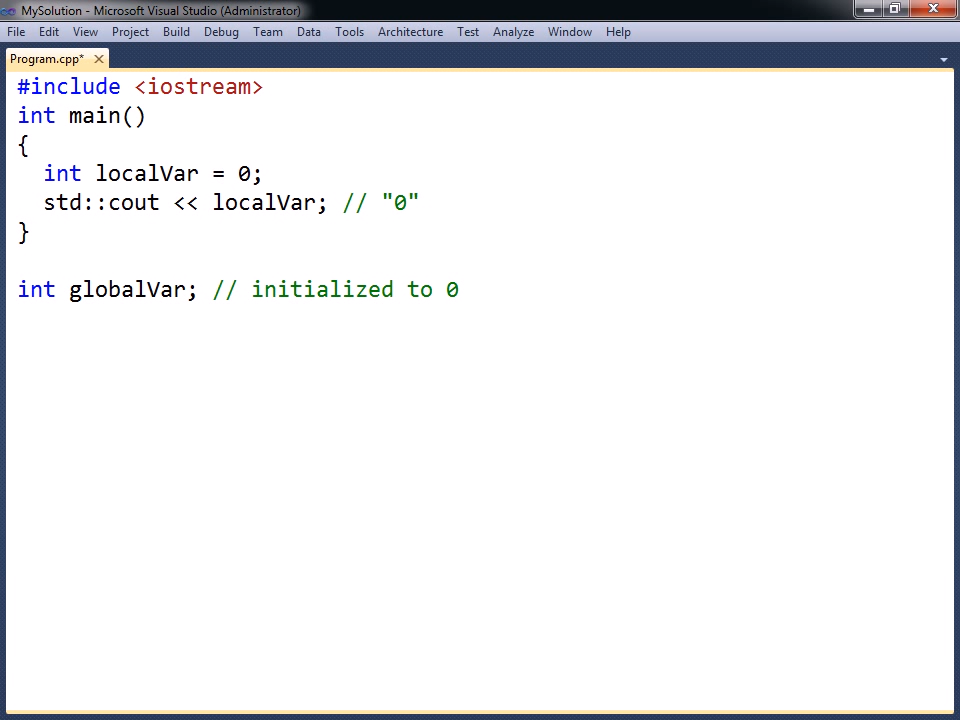 MySolution - Microsoft Visual Studio (Administrator)
File Edit View Project Build Debug Team Data Tools Architecture Test Analyze Window Help
Program.cpp*
#include <iostream>
int main()
{
  int localVar = 0;
  std::cout << localVar; // "0"
}
int globalVar; // initialized to 0